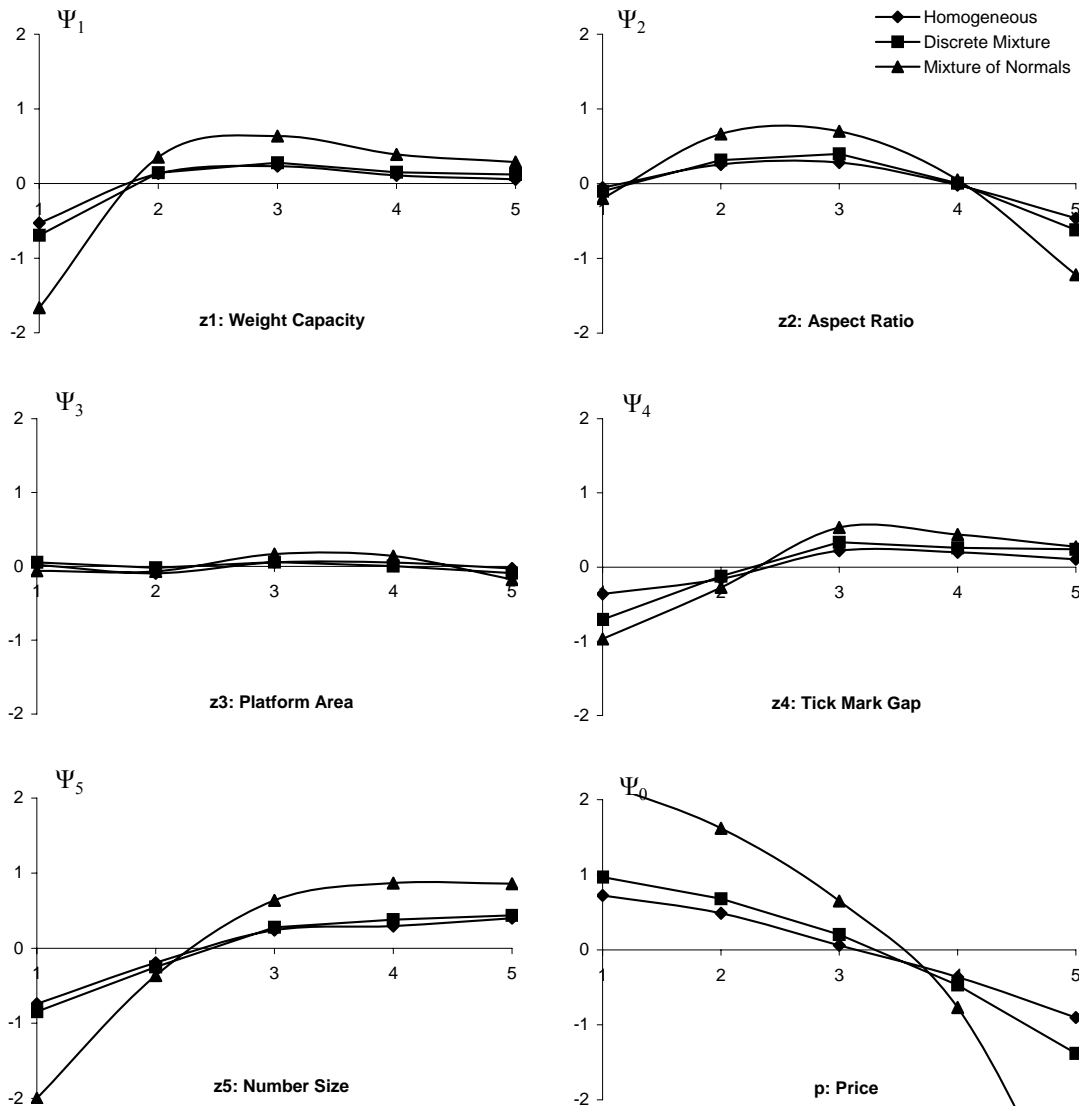 Ψ1
2
1
0
-1
-2
1 2 3 4 5
z1: Weight Capacity
Ψ2
Homogeneous
Discrete Mixture
Mixture of Normals
2
1
0
-1
-2
1 2 3 4 5
z2: Aspect Ratio
Ψ3
2
1
0
-1
-2
1 2 3 4 5
z3: Platform Area
Ψ4
2
1
0
-1
-2
1 2 3 4 5
z4: Tick Mark Gap
Ψ5
2
1
0
-1
-2
1 2 3 4 5
z5: Number Size
Ψ0
2
1
0
-1
-2
1 2 3 4 5
p: Price